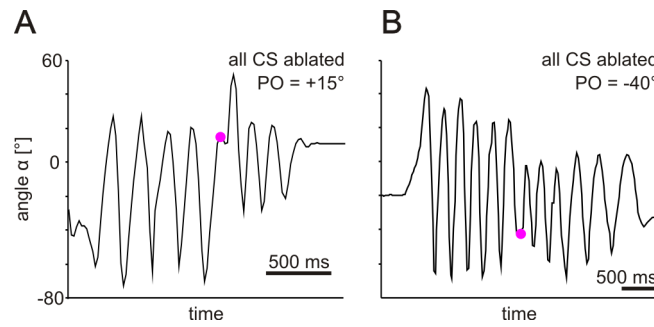 A
B
all CS ablated
PO = +15°
all CS ablated
PO = -40°
60
0
-80
angle α [°]
500 ms
500 ms
time
time